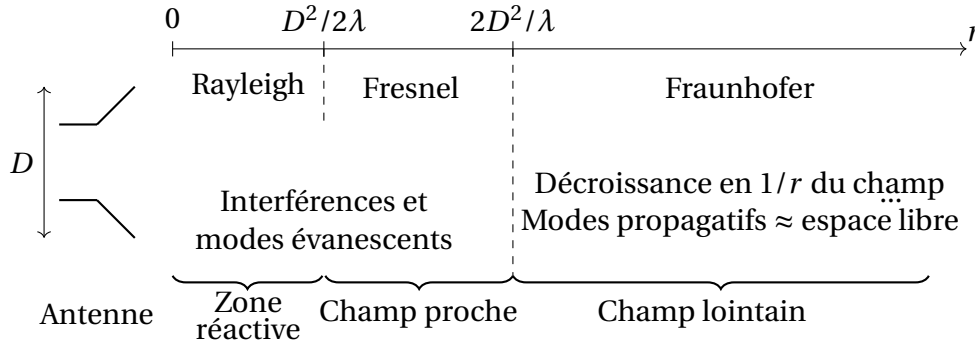 0
D²/2λ
2D²/λ
r
Rayleigh
Fresnel
Fraunhofer
D
Interférences et
modes évanescents
Décroissance en 1/r du champ
...
Modes propagatifs ≈ espace libre
Antenne
Zone
réactive
Champ proche
Champ lointain